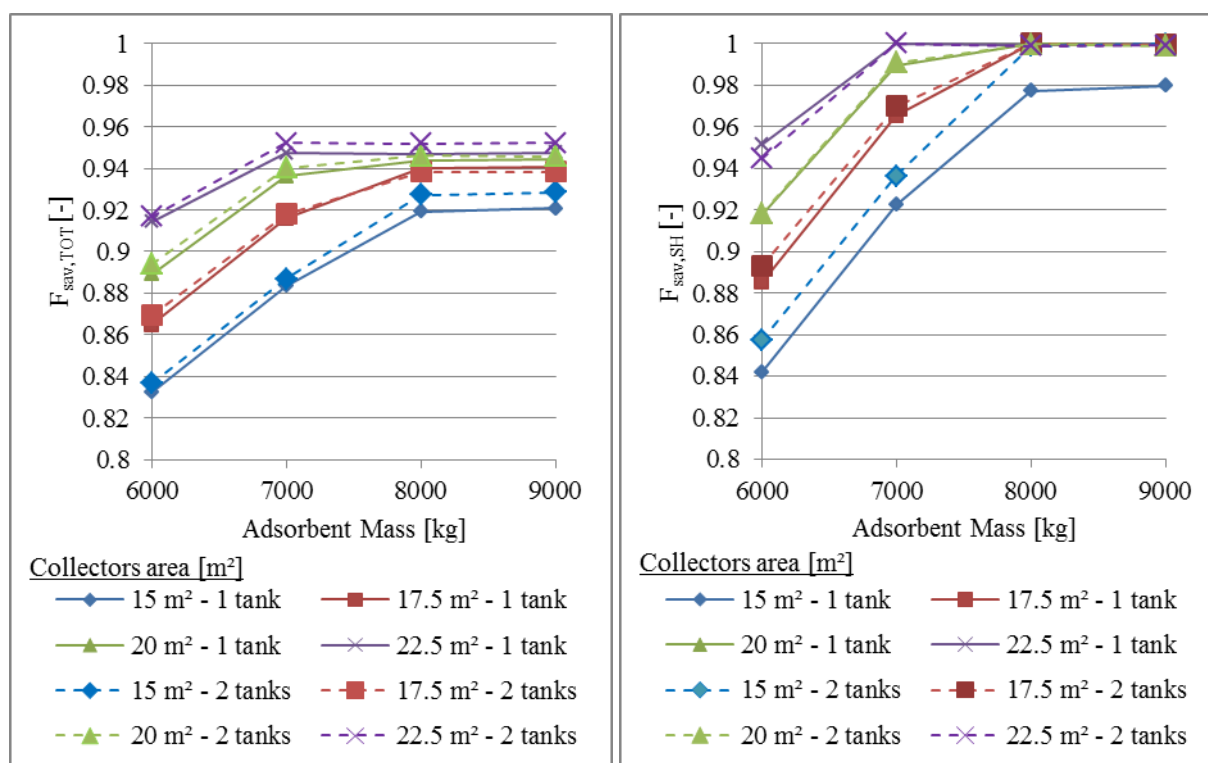 1
0.98
0.96
0.94
0.92
0.9
0.88
0.86
0.84
0.82
0.8
F sav,TOT [-]
6000 7000 8000 9000
Adsorbent Mass [kg]
Collectors area [m²]
15 m² - 1 tank 17.5 m² - 1 tank
20 m² - 1 tank 22.5 m² - 1 tank
15 m² - 2 tanks 17.5 m² - 2 tanks
20 m² - 2 tanks 22.5 m² - 2 tanks
1
0.98
0.96
0.94
0.92
0.9
0.88
0.86
0.84
0.82
0.8
F sav,SH [-]
6000 7000 8000 9000
Adsorbent Mass [kg]
Collectors area [m²]
15 m² - 1 tank 17.5 m² - 1 tank
20 m² - 1 tank 22.5 m² - 1 tank
15 m² - 2 tanks 17.5 m² - 2 tanks
20 m² - 2 tanks 22.5 m² - 2 tanks